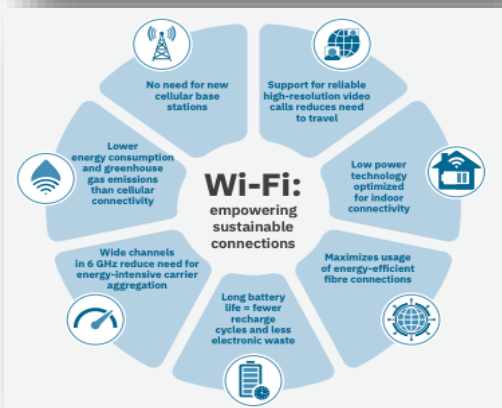 No need for new
cellular base
stations
Support for reliable
high-resolution video
calls reduces need
to travel
Lower
energy consumption
and greenhouse
gas emissions
than cellular
connectivity
Wi-Fi:
empowering
sustainable
connections
Low power
technology
optimized
for indoor
connectivity
Wide channels
in 6 GHz reduce need for
energy-intensive carrier
aggregation
Maximizes usage
of energy-efficient
fibre connections
Long battery
life = fewer
recharge
cycles and less
electronic waste